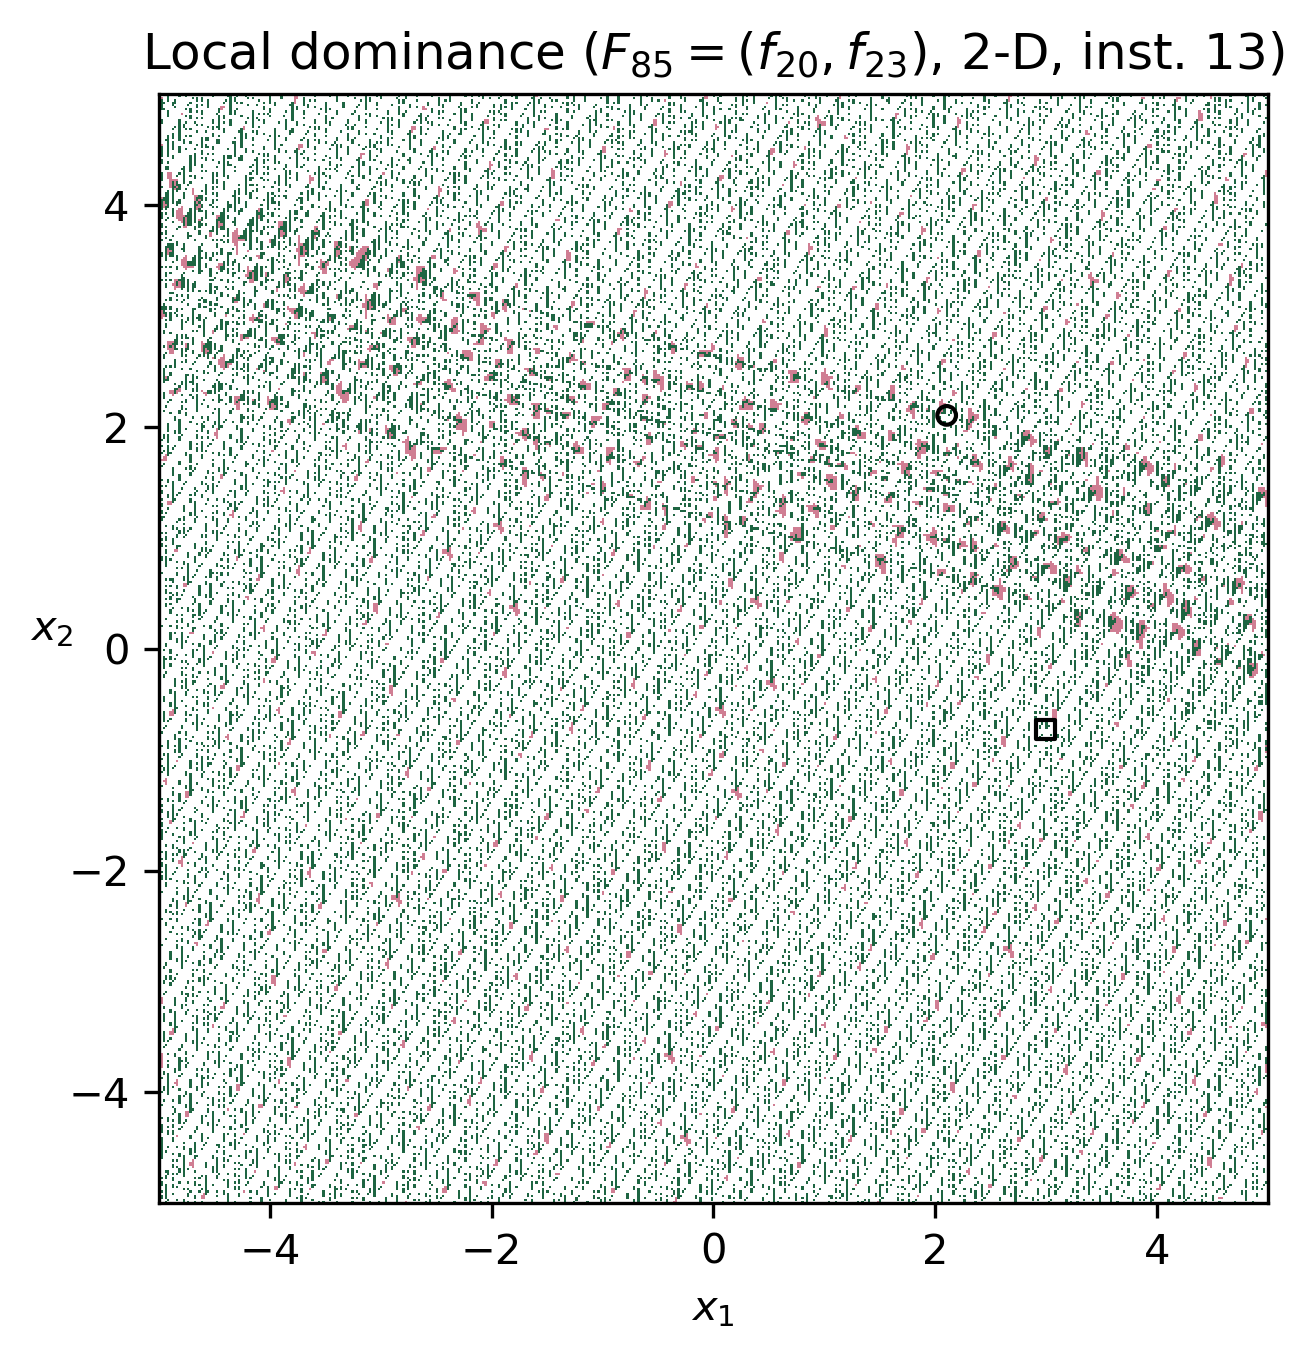 Local dominance (F₈₅ = (f₂₀, f₂₃), 2-D, inst. 13)
4
2
x₂
0
−2
−4
−4 −2 0 2 4
x₁